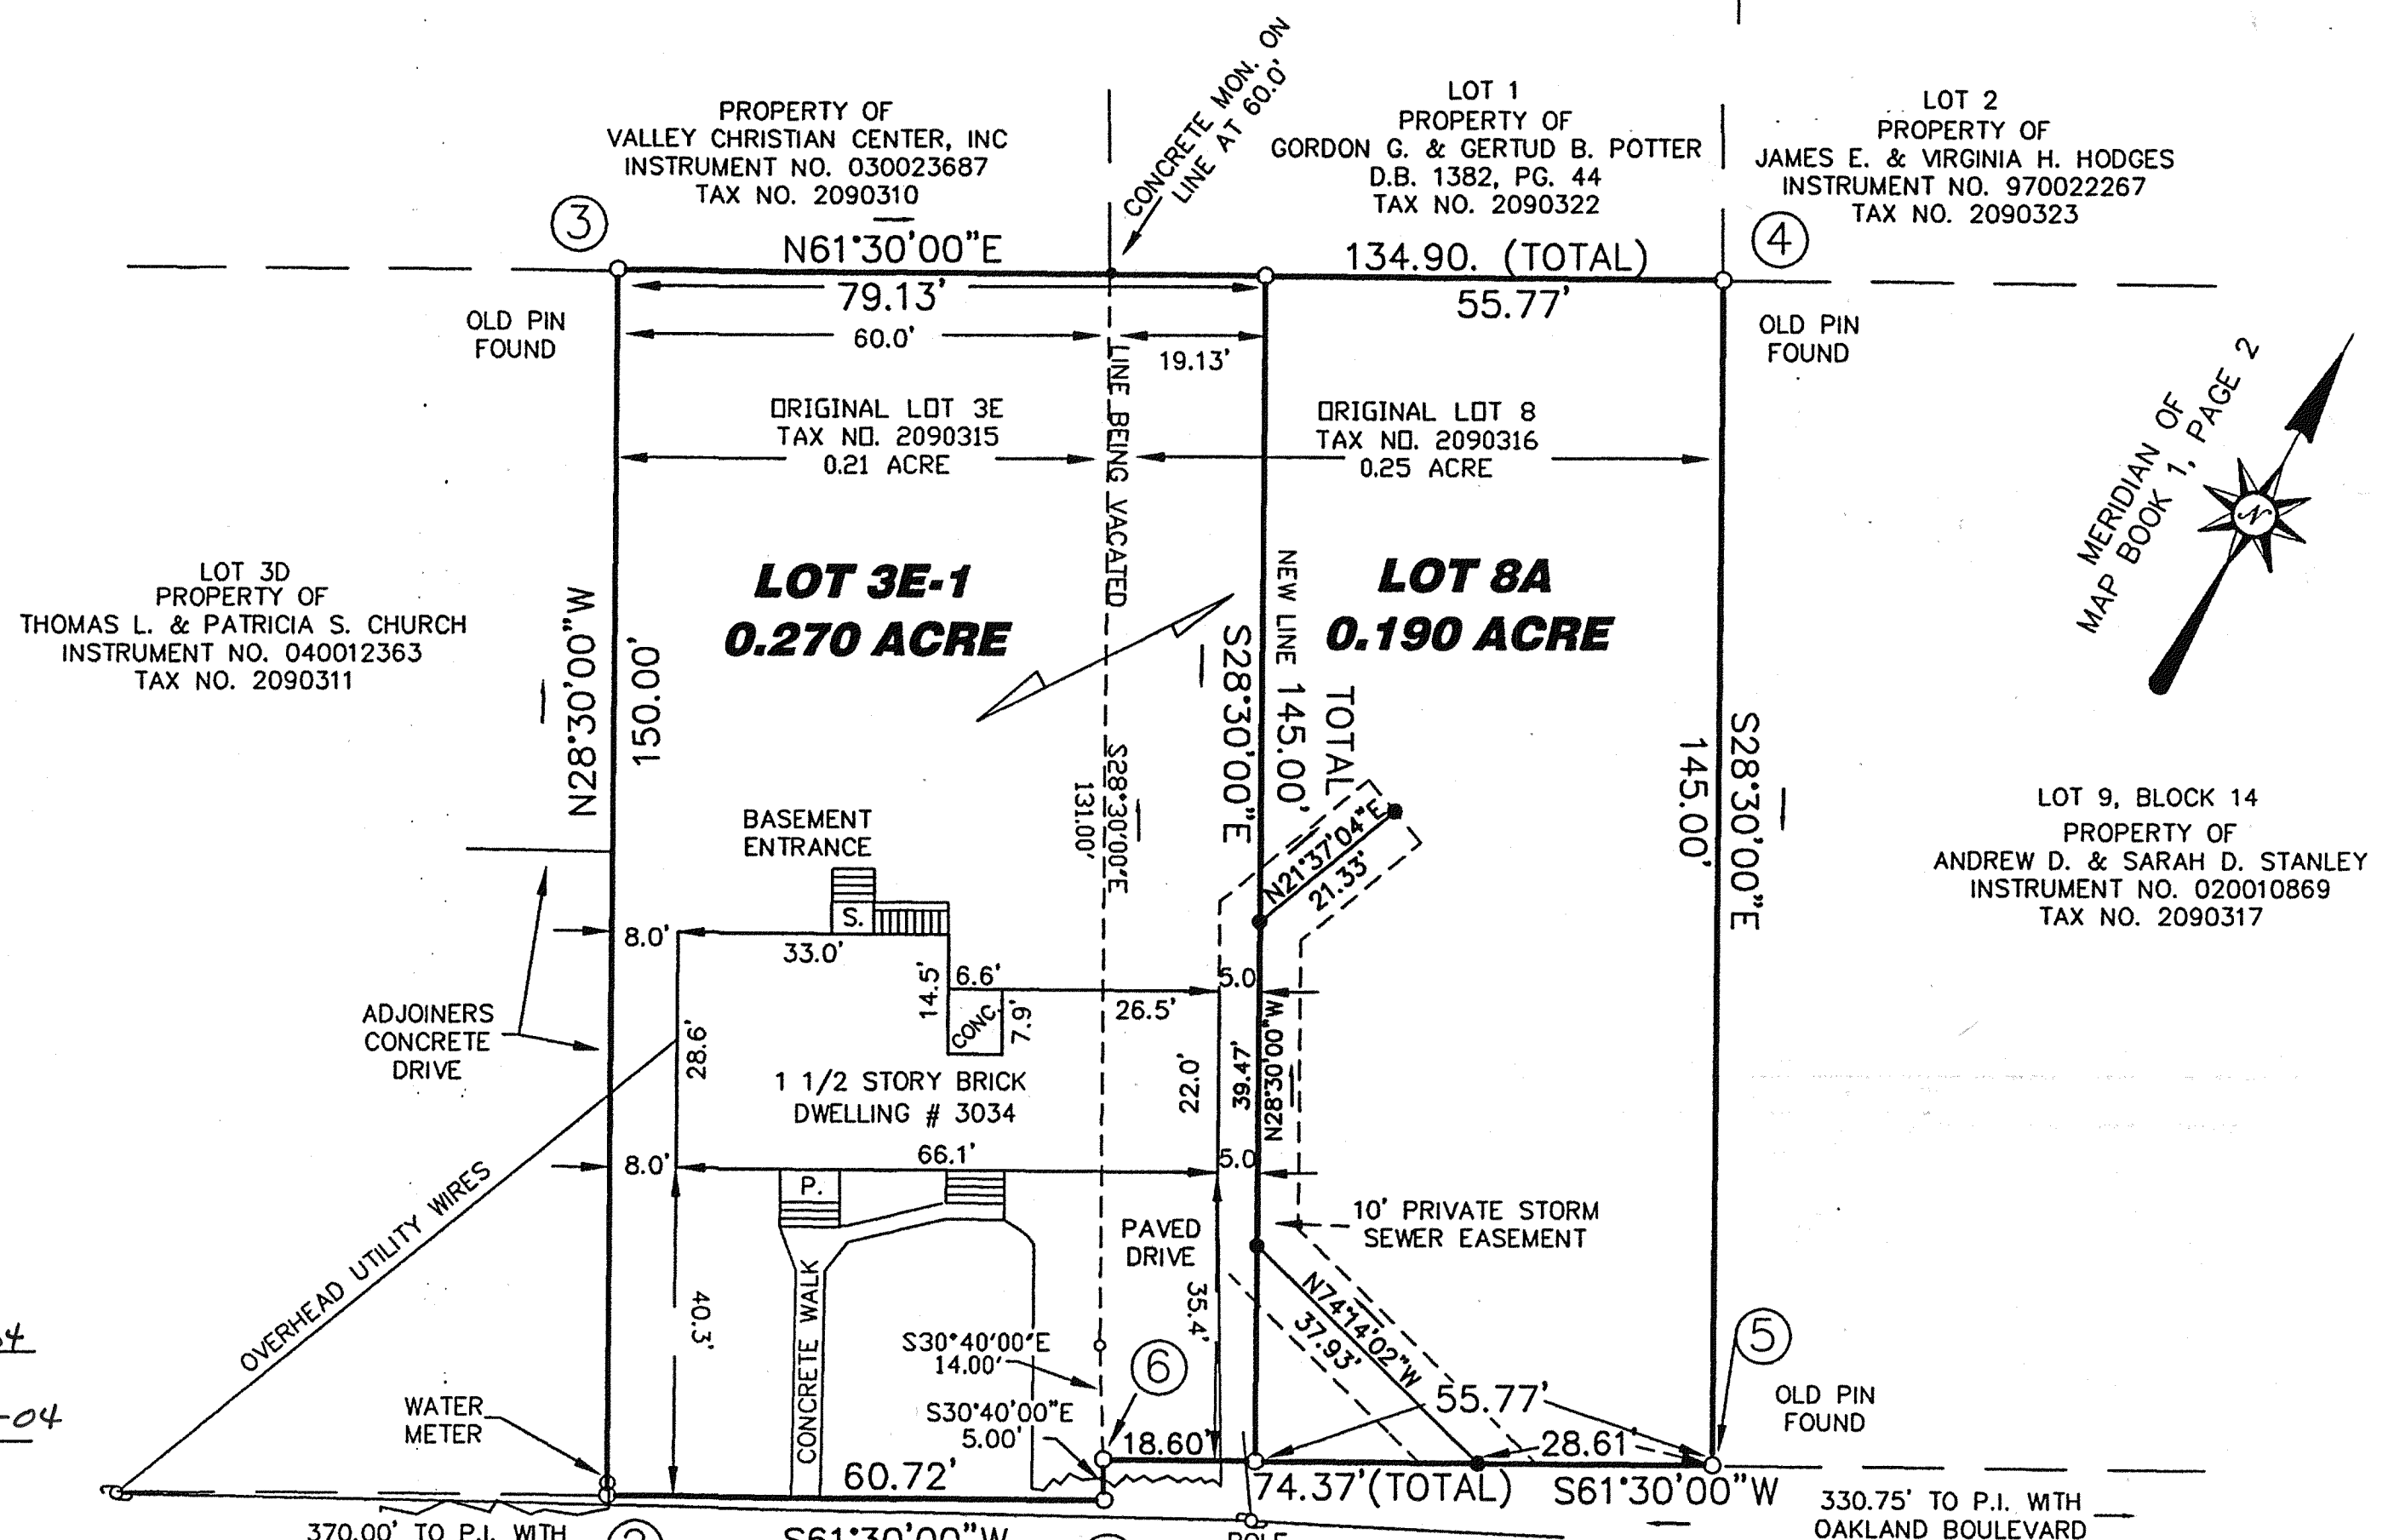 PROPERTY OF
VALLEY CHRISTIAN CENTER, INC
INSTRUMENT NO. 030023687
TAX NO. 2090310
CONCRETE MON. ON
LINE AT 60.0'
LOT 1
PROPERTY OF
GORDON G. & GERTUD B. POTTER
D.B. 1382, PG. 44
TAX NO. 2090322
LOT 2
PROPERTY OF
JAMES E. & VIRGINIA H. HODGES
INSTRUMENT NO. 970022267
TAX NO. 2090323
3
N61°30'00"E
134.90. (TOTAL)
4
79.13'
55.77'
OLD PIN
FOUND
60.0'
19.13'
OLD PIN
FOUND
LINE BEING VACATED
ORIGINAL LOT 3E
TAX NO. 2090315
0.21 ACRE
ORIGINAL LOT 8
TAX NO. 2090316
0.25 ACRE
MERIDIAN OF
MAP BOOK 1, PAGE 2
N
LOT 3D
PROPERTY OF
THOMAS L. & PATRICIA S. CHURCH
INSTRUMENT NO. 040012363
TAX NO. 2090311
N28°30'00"W
150.00'
LOT 3E-1
0.270 ACRE
S28°30'00"E
131.00'
S28°30'00"E
NEW LINE 145.00'
TOTAL
LOT 8A
0.190 ACRE
S28°30'00"E
145.00'
LOT 9, BLOCK 14
PROPERTY OF
ANDREW D. & SARAH D. STANLEY
INSTRUMENT NO. 020010869
TAX NO. 2090317
BASEMENT
ENTRANCE
N21°37'04"E
21.33'
S.
8.0'
33.0'
14.5'
6.6'
CONC.
7.9'
26.5'
5.0
ADJOINERS
CONCRETE
DRIVE
28.6'
22.0'
39.47'
N28°30'00"W
1 1/2 STORY BRICK
DWELLING # 3034
8.0'
66.1'
5.0
P.
OVERHEAD UTILITY WIRES
PAVED
DRIVE
10' PRIVATE STORM
SEWER EASEMENT
40.3'
CONCRETE WALK
35.4'
N74°14'02"W
37.93'
S30°40'00"E
14.00'
6
5
S30°40'00"E
5.00'
55.77'
OLD PIN
FOUND
-04
WATER
METER
18.60'
28.61'
60.72'
74.37'(TOTAL)
S61°30'00"W
330.75' TO P.I. WITH
OAKLAND BOULEVARD
370.00' TO P.I. WITH
2
S61°30'00"W
POLE